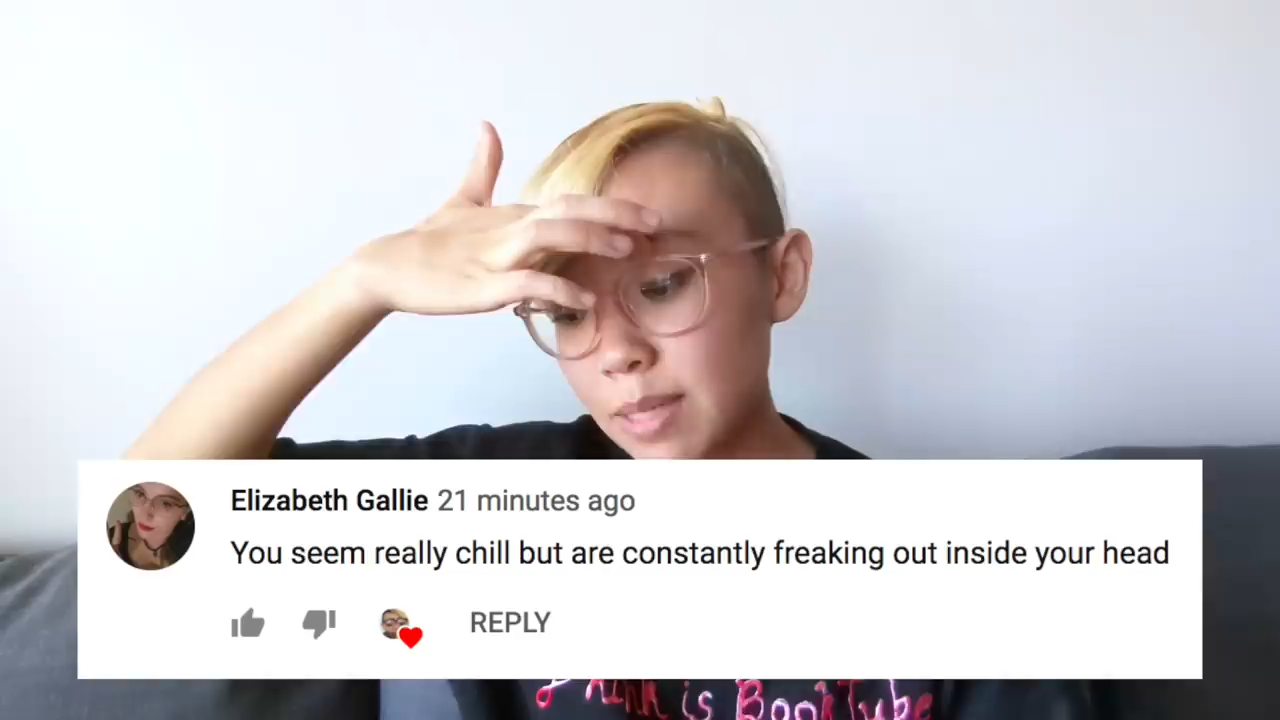 Elizabeth Gallie 21 minutes ago
You seem really chill but are constantly freaking out inside your head
REPLY
is BookTube